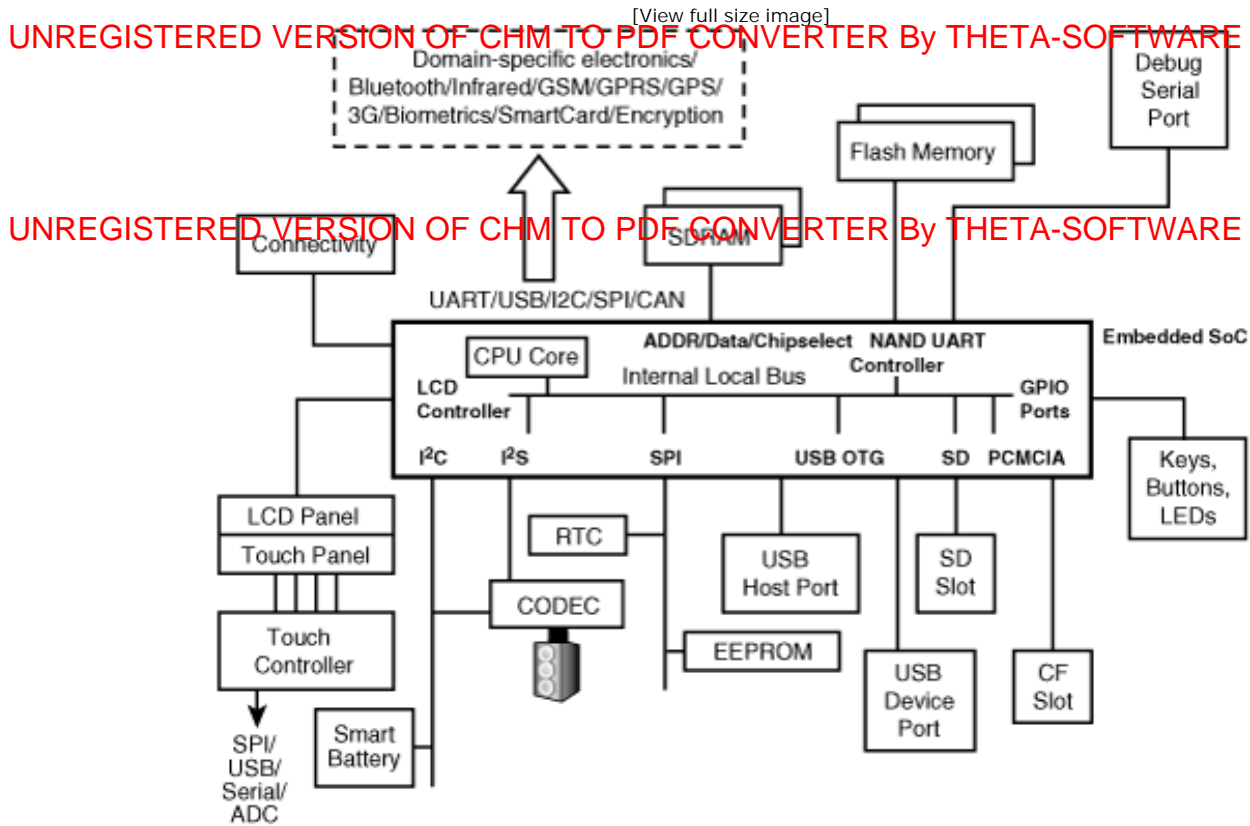 [View full size image]
UNREGISTERED VERSION OF CHM TO PDF CONVERTER By THETA-SOFTWARE
Domain-specific electronics/
Bluetooth/Infrared/GSM/GPRS/GPS/
3G/Biometrics/SmartCard/Encryption
Debug
Serial
Port
Flash Memory
UNREGISTERED VERSION OF CHM TO PDF CONVERTER By THETA-SOFTWARE
Connectivity
SDRAM
UART/USB/I2C/SPI/CAN
Embedded SoC
ADDR/Data/Chipselect
NAND UART
Controller
CPU Core
Internal Local Bus
LCD
Controller
GPIO
Ports
I²C
I²S
SPI
USB OTG
SD
PCMCIA
Keys,
Buttons,
LEDs
LCD Panel
Touch Panel
RTC
USB
Host Port
SD
Slot
CODEC
Touch
Controller
EEPROM
USB
Device
Port
CF
Slot
Smart
Battery
SPI/
USB/
Serial/
ADC